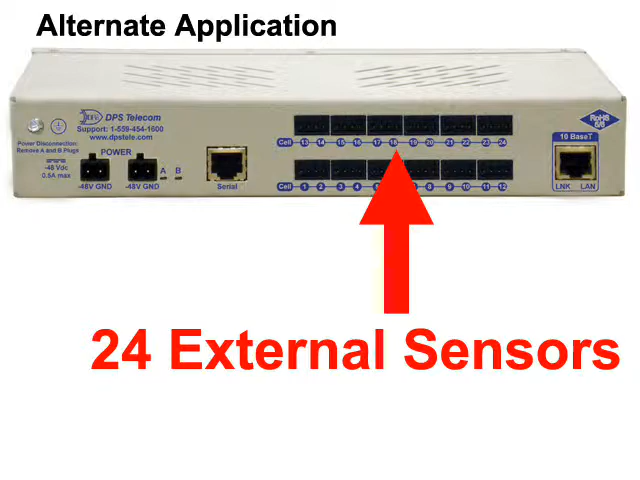 Alternate Application
DPS Telecom
Support: 1-559-454-1600
www.dpstele.com
Power Disconnection:
Remove A and B Plugs
-48 Vdc
0.5A max
POWER
A B
-48V GND -48V GND
Serial
Cell 13 14 15 16 17 18 19 20 21 22 23 24
Cell 1 2 3 4 8 9 10 11 12
RoHS
10 BaseT
LNK LAN
24 External Sensors